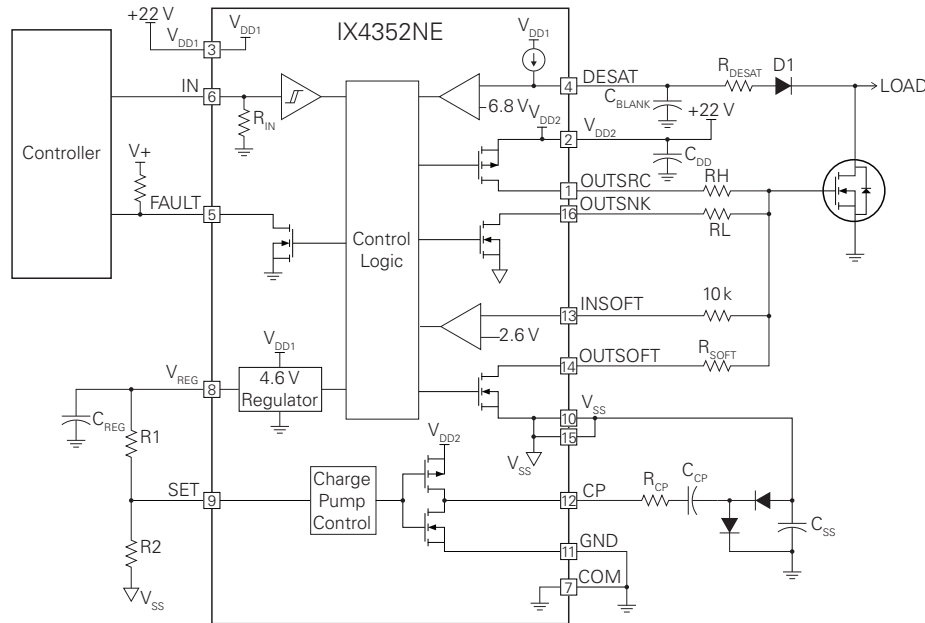 IX4352NE
+22 V
V_DD1
3
V_DD1
V_DD1
IN
6
R_IN
Controller
V+
FAULT
5
Control
Logic
6.8 V
4
DESAT
C_BLANK
R_DESAT
D1
LOAD
V_DD2
2
V_DD2
+22 V
C_DD
1
OUTSRC
RH
16
OUTSNK
RL
13
INSOFT
10 k
2.6 V
14
OUTSOFT
R_SOFT
V_DD1
V_REG
8
4.6 V
Regulator
C_REG
R1
10
V_SS
15
V_SS
SET
9
Charge
Pump
Control
V_DD2
12
CP
R_CP
C_CP
C_SS
R2
V_SS
11
GND
7
COM